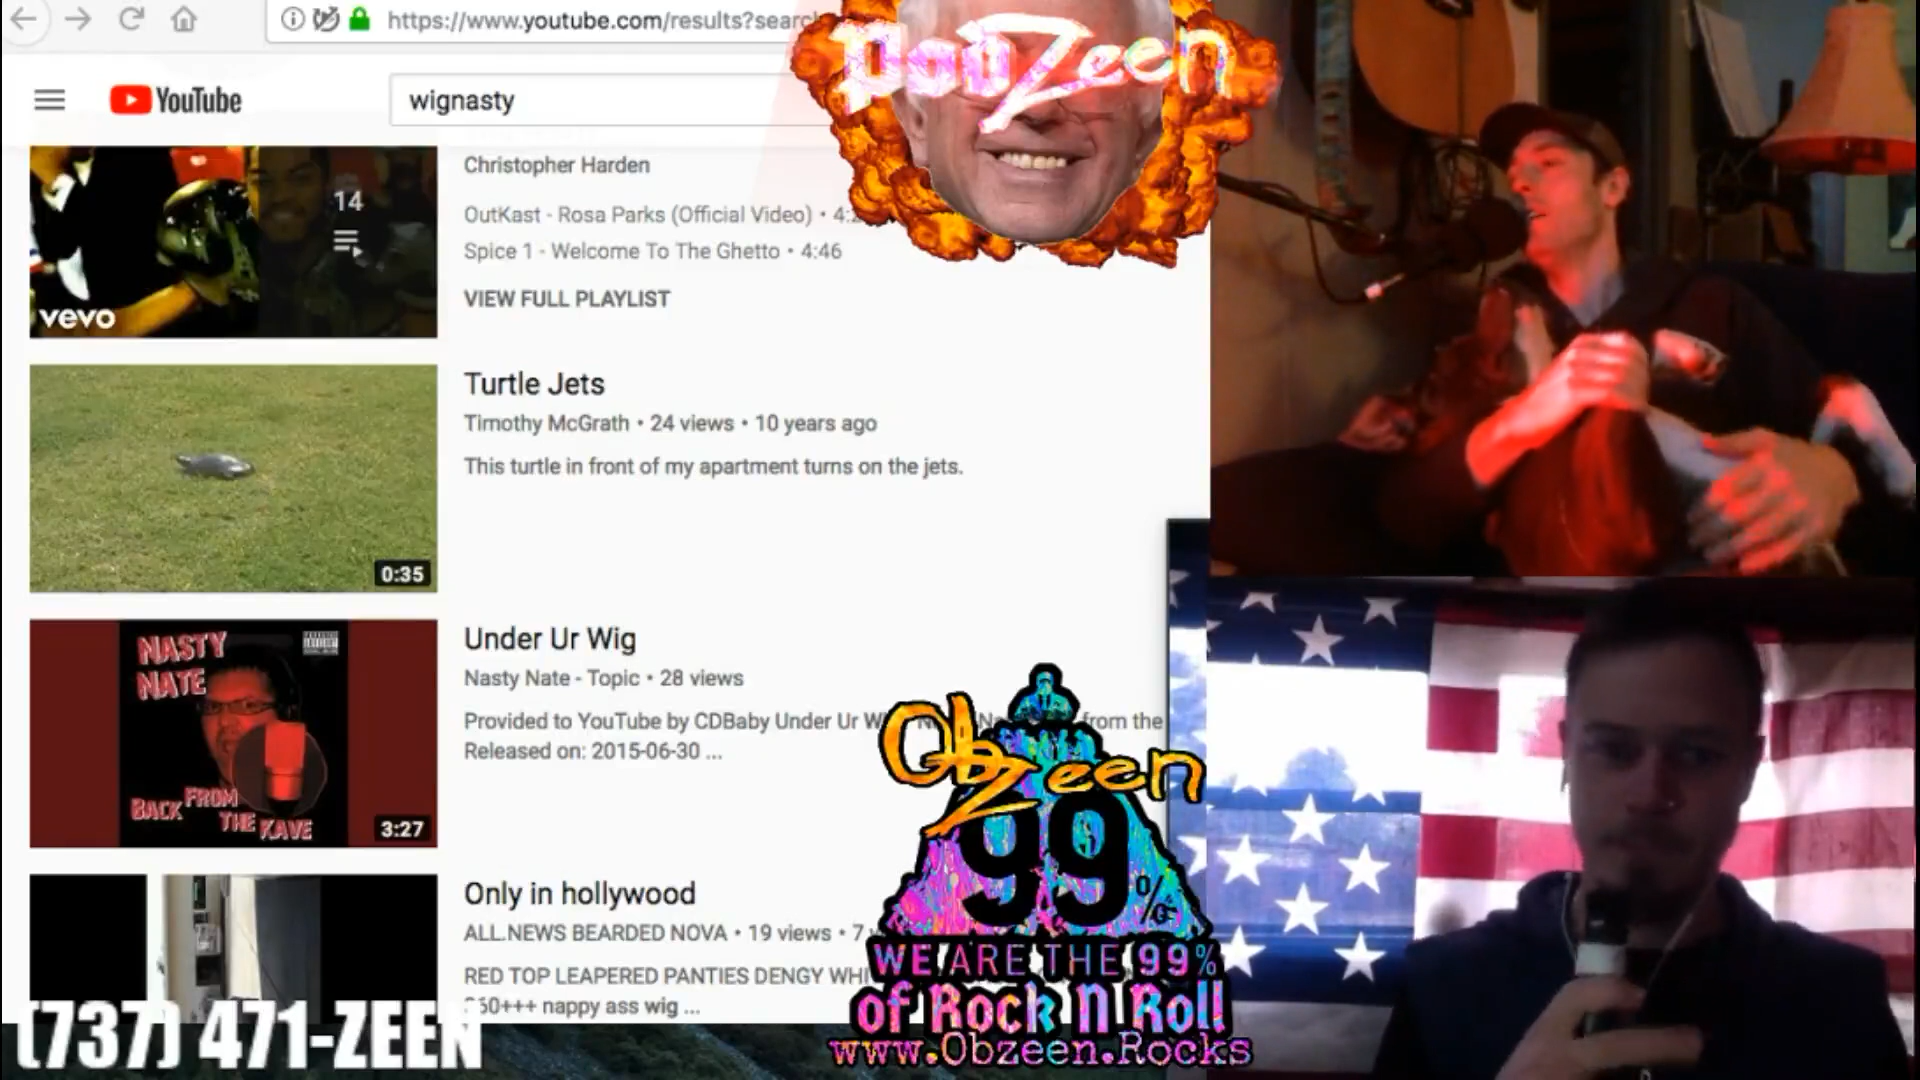 https://www.youtube.com/results?search
YouTube
wignasty
podZeen
14
vevo
Christopher Harden
OutKast - Rosa Parks (Official Video) • 4:2
Spice 1 - Welcome To The Ghetto • 4:46
VIEW FULL PLAYLIST
Turtle Jets
Timothy McGrath • 24 views • 10 years ago
This turtle in front of my apartment turns on the jets.
0:35
NASTY
NATE
BACK FROM
THE KAVE
3:27
Under Ur Wig
Nasty Nate - Topic • 28 views
Provided to YouTube by CDBaby Under Ur from the
Released on: 2015-06-30 ...
Only in hollywood
ALL.NEWS BEARDED NOVA • 19 views • 7
RED TOP LEAPERED PANTIES DENGY WHI
360+++ nappy ass wig ...
(737) 471-ZEEN
Obzeen
99%
WE ARE THE 99%
of Rock N Roll
www.Obzeen.Rocks